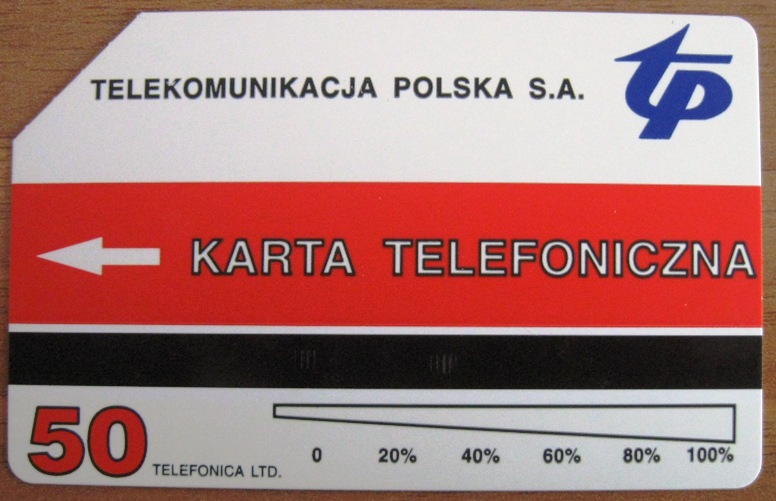 TELEKOMUNIKACJA POLSKA S.A.
tp
KARTA TELEFONICZNA
50
TELEFONICA LTD.
0 20% 40% 60% 80% 100%